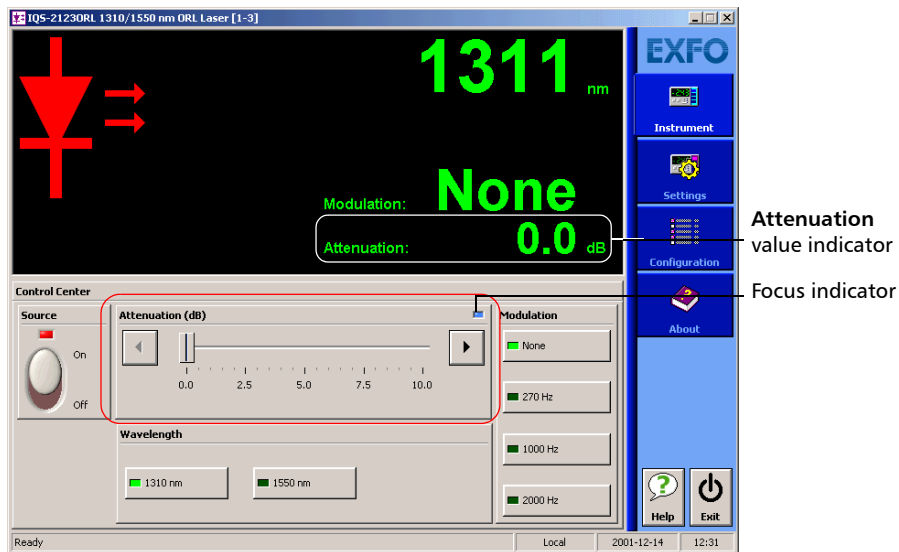 IQS-2123ORL 1310/1550 nm ORL Laser [1-3]
1311 nm
Modulation: None
Attenuation: 0.0 dB
EXFO
Instrument
Settings
Configuration
About
Attenuation
value indicator
Focus indicator
Control Center
Source
On
Off
Attenuation (dB)
0.0 2.5 5.0 7.5 10.0
Modulation
None
270 Hz
1000 Hz
2000 Hz
Wavelength
1310 nm 1550 nm
Help Exit
Ready Local 2001-12-14 12:31